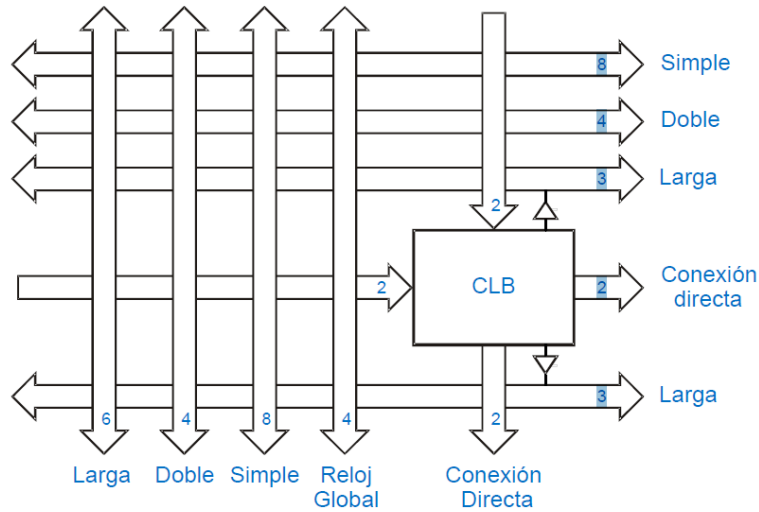 8 Simple
4 Doble
3 Larga
2
CLB
2
2 Conexión
directa
3 Larga
6 4 8 4 2
Larga Doble Simple Reloj
Global
Conexión
Directa